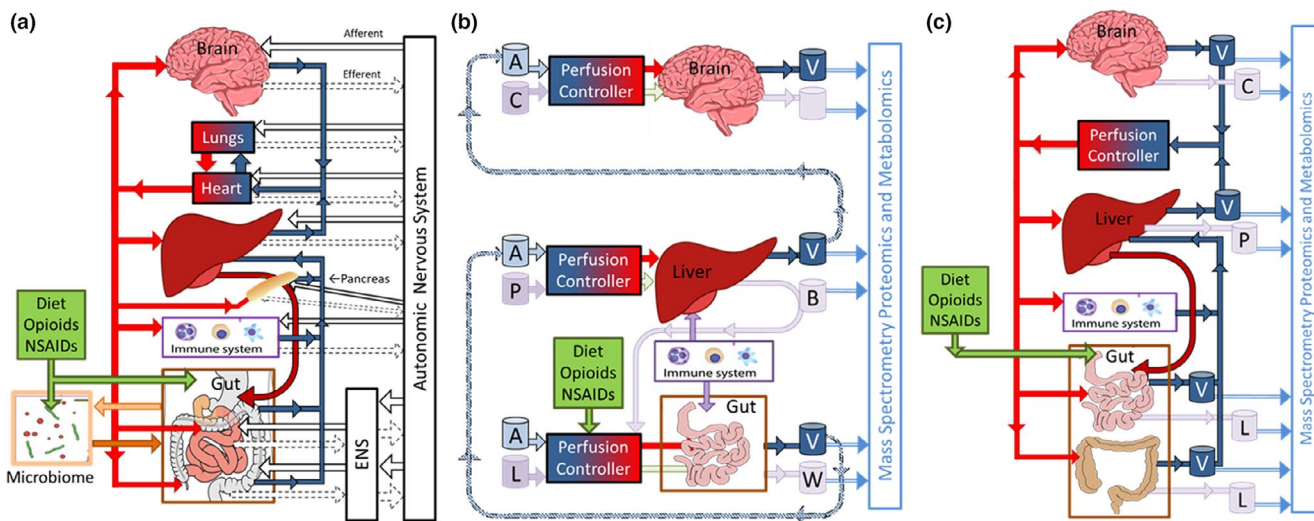 (a)
Brain
Afferent
Efferent
Lungs
Heart
←Pancreas
Diet
Opioids
NSAIDs
Immune system
Gut
Microbiome
ENS
Autonomic Nervous System
(b)
A
C
Perfusion
Controller
Brain
V
A
P
Perfusion
Controller
Liver
V
B
Diet
Opioids
NSAIDs
Immune system
Gut
A
L
Perfusion
Controller
V
W
Mass Spectrometry Proteomics and Metabolomics
(c)
Brain
V
C
Perfusion
Controller
Liver
V
P
Diet
Opioids
NSAIDs
Immune system
Gut
V
L
V
L
Mass Spectrometry Proteomics and Metabolomics